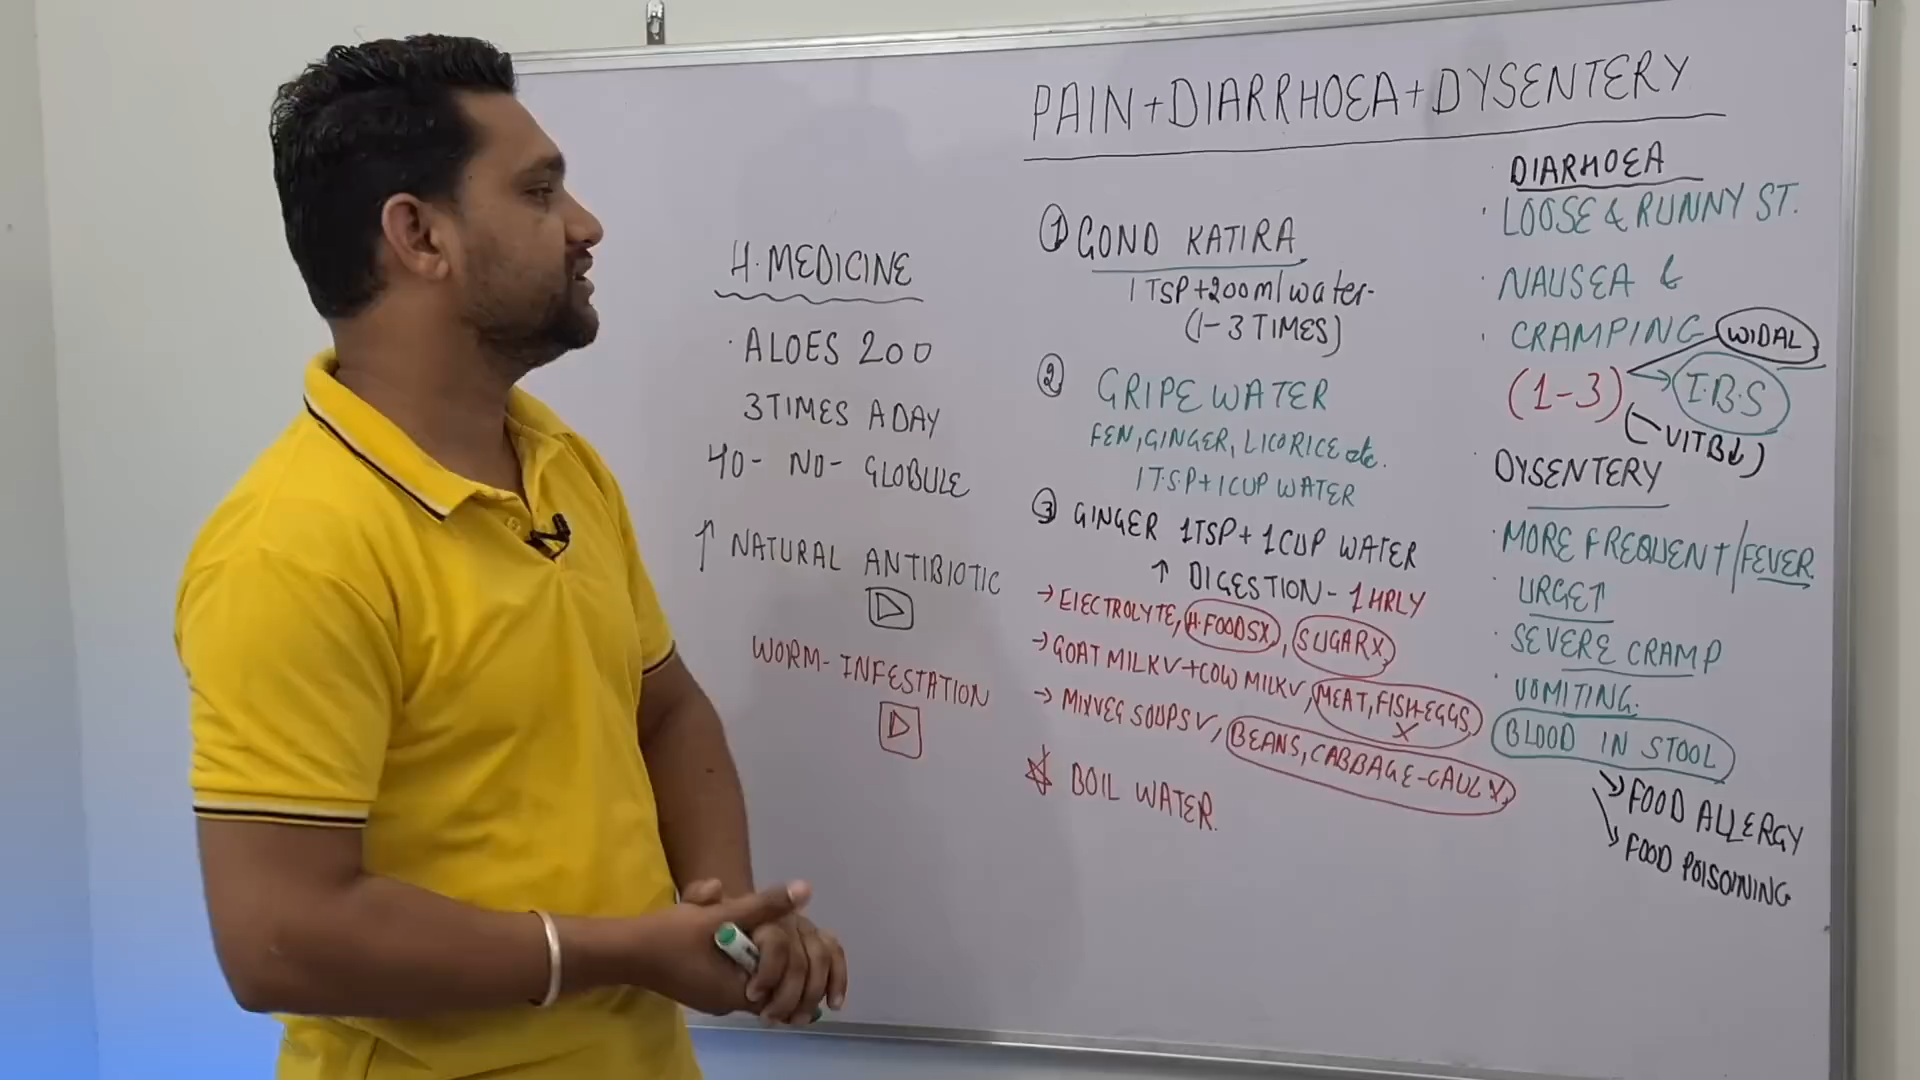 PAIN+DIARRHOEA+DYSENTERY
H. MEDICINE
· ALOES 200
3TIMES A DAY
40- NO- GLOBULE
↑ NATURAL ANTIBIOTIC
WORM-INFESTATION
① GOND KATIRA
1 TSP+200ml water-
(1-3 TIMES)
② GRIPE WATER
FEN, GINGER, LICORICE etc.
1T.S.P+1CUP WATER
③ GINGER 1TSP+1CUP WATER
↑ DIGESTION-1HRLY
→ ElECTROLYTE, H.FOODSX, SUGARX
→ GOAT MILK✓+COW MILK✓, MEAT, FISH-EGGS, X
→ MIXVEG SOUPS✓, BEANS, CABBAGE-CAUL X,
BOIL WATER.
· DIARHOEA
· LOOSE & RUNNY ST.
· NAUSEA &
· CRAMPING WIDAL
(1-3) → I.B.S
VITB↓)
· DYSENTERY
· MORE FREQUENT/FEVER
· URGE↑
· SEVERE CRAMP
· VOMITING.
BLOOD IN STOOL
↘ FOOD ALLERGY
↘ FOOD POISONING